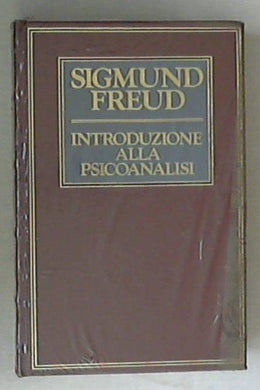 SIGMUND
FREUD
INTRODUZIONE
ALLA
PSICOANALISI